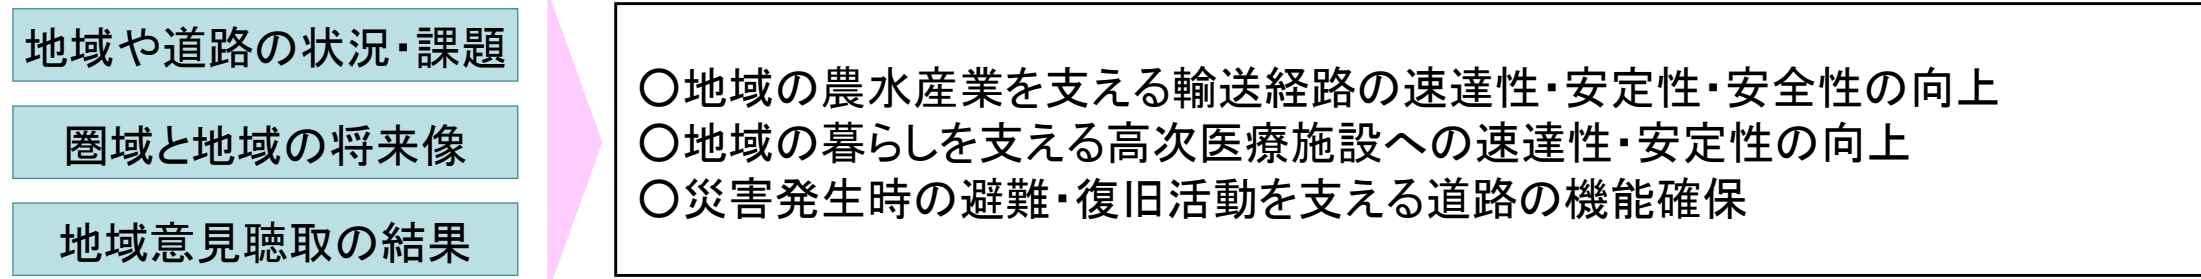 地域や道路の状況・課題
圏域と地域の将来像
地域意見聴取の結果
〇地域の農水産業を支える輸送経路の速達性・安定性・安全性の向上
〇地域の暮らしを支える高次医療施設への速達性・安定性の向上
〇災害発生時の避難・復旧活動を支える道路の機能確保